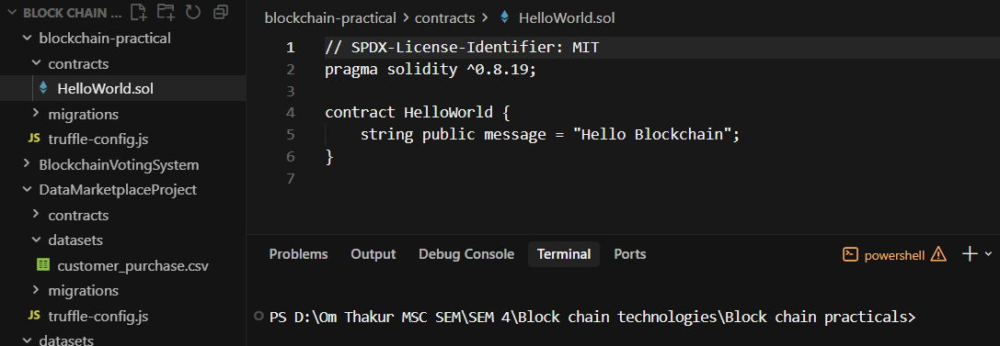 BLOCK CHAIN ...
blockchain-practical
contracts
HelloWorld.sol
migrations
JS truffle-config.js
BlockchainVotingSystem
DataMarketplaceProject
contracts
datasets
customer_purchase.csv
migrations
JS truffle-config.js
datasets
blockchain-practical > contracts > HelloWorld.sol
1 // SPDX-License-Identifier: MIT
2 pragma solidity ^0.8.19;
3
4 contract HelloWorld {
5 string public message = "Hello Blockchain";
6 }
7
Problems Output Debug Console Terminal Ports powershell
PS D:\Om Thakur MSC SEM\SEM 4\Block chain technologies\Block chain practicals>